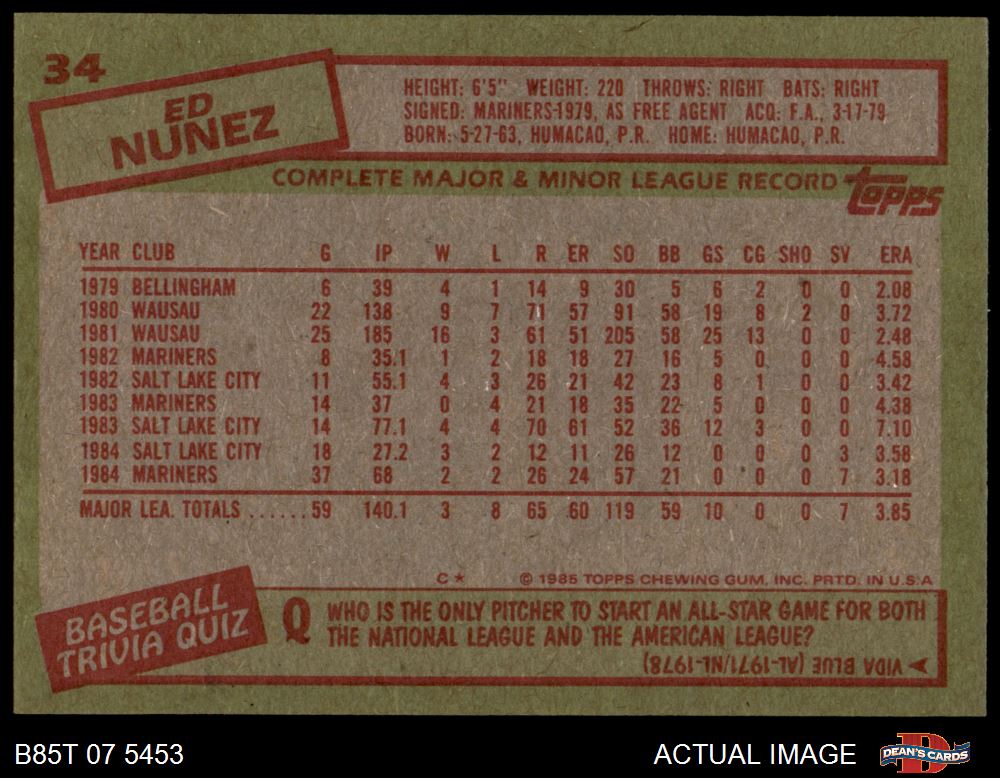 34
ED
NUNEZ
HEIGHT: 6'5" WEIGHT: 220 THROWS: RIGHT BATS: RIGHT
SIGNED: MARINERS-1979, AS FREE AGENT ACQ: F.A., 3-17-79
BORN: 5-27-63, HUMACAO, P.R. HOME: HUMACAO, P.R.
COMPLETE MAJOR & MINOR LEAGUE RECORD topps
YEAR CLUB G IP W L R ER SO BB GS CG SHO SV ERA
1979 BELLINGHAM 6 39 4 1 14 9 30 5 6 2 0 0 2.08
1980 WAUSAU 22 138 9 7 71 57 91 58 19 8 2 0 3.72
1981 WAUSAU 25 185 16 3 61 51 205 58 25 13 0 0 2.48
1982 MARINERS 8 35.1 1 2 18 18 27 16 5 0 0 0 4.58
1982 SALT LAKE CITY 11 55.1 4 3 26 21 42 23 8 1 0 0 3.42
1983 MARINERS 14 37 0 4 21 18 35 22 5 0 0 0 4.38
1983 SALT LAKE CITY 14 77.1 4 4 70 61 52 36 12 3 0 0 7.10
1984 SALT LAKE CITY 18 27.2 3 2 12 11 26 12 0 0 0 3 3.58
1984 MARINERS 37 68 2 2 26 24 57 21 0 0 0 7 3.18
MAJOR LEA. TOTALS ......59 140.1 3 8 65 60 119 59 10 0 0 7 3.85
C★ © 1985 TOPPS CHEWING GUM, INC. PRTD. IN U.S.A
BASEBALL
TRIVIA QUIZ
Q WHO IS THE ONLY PITCHER TO START AN ALL-STAR GAME FOR BOTH
THE NATIONAL LEAGUE AND THE AMERICAN LEAGUE?
VIDA BLUE (AL-1971/NL-1978)
B85T 07 5453
ACTUAL IMAGE
DEAN'S CARDS